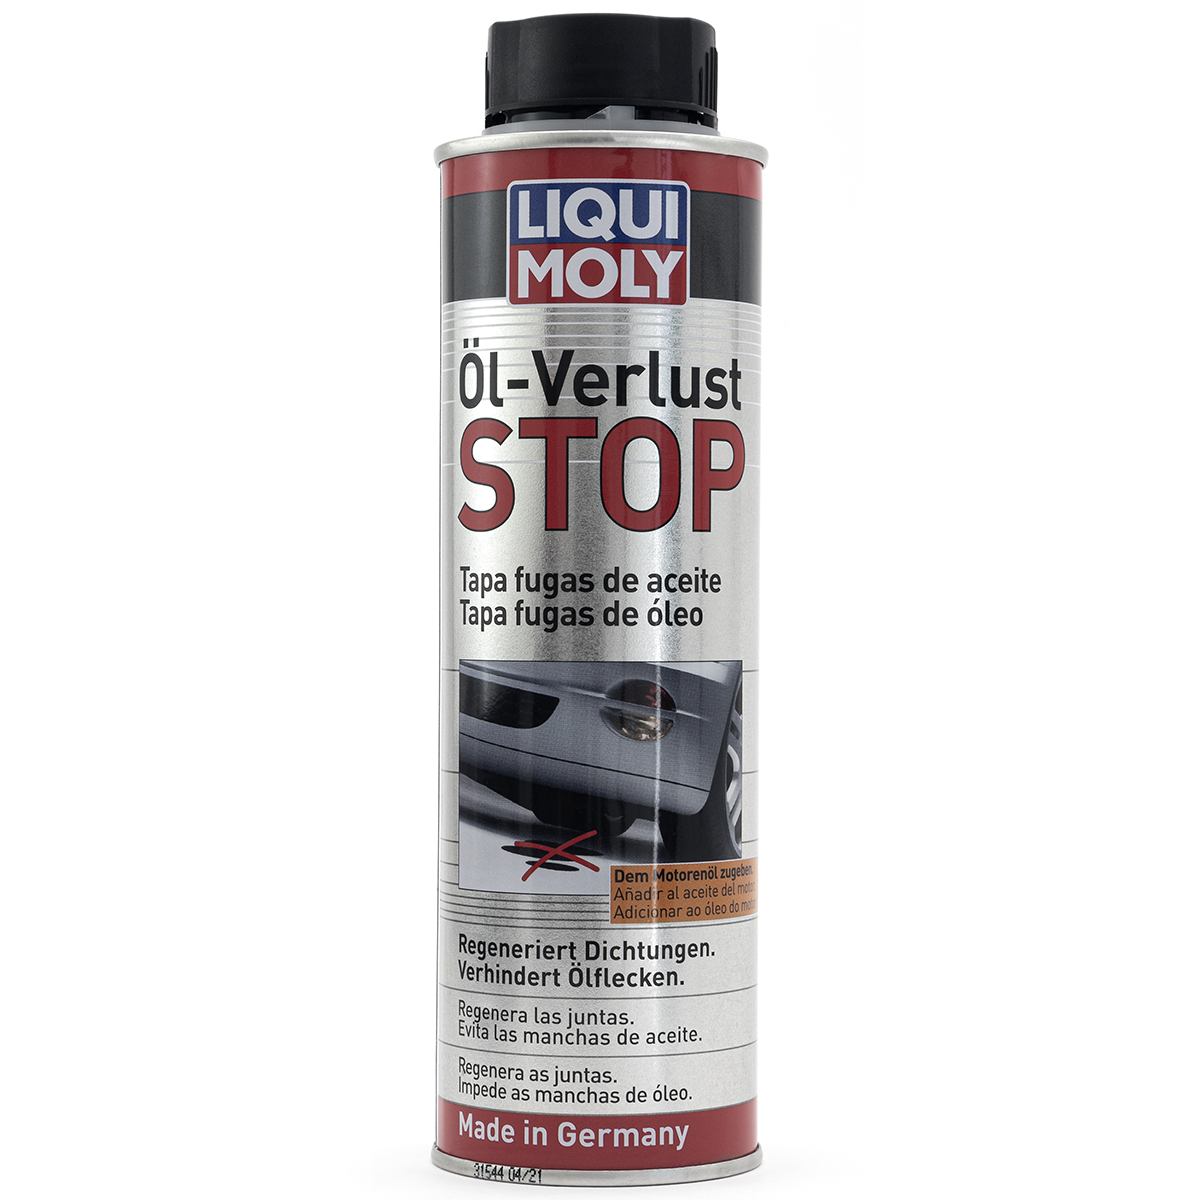 LIQUI
MOLY
Öl-Verlust
STOP
Tapa fugas de aceite
Tapa fugas de óleo
Dem Motorenöl zugeben.
Añadir al aceite del motor
Adicionar ao óleo do motor
Regeneriert Dichtungen.
Verhindert Ölflecken.
Regenera las juntas.
Evita las manchas de aceite.
Regenera as juntas.
Impede as manchas de óleo.
Made in Germany
31544 04/21